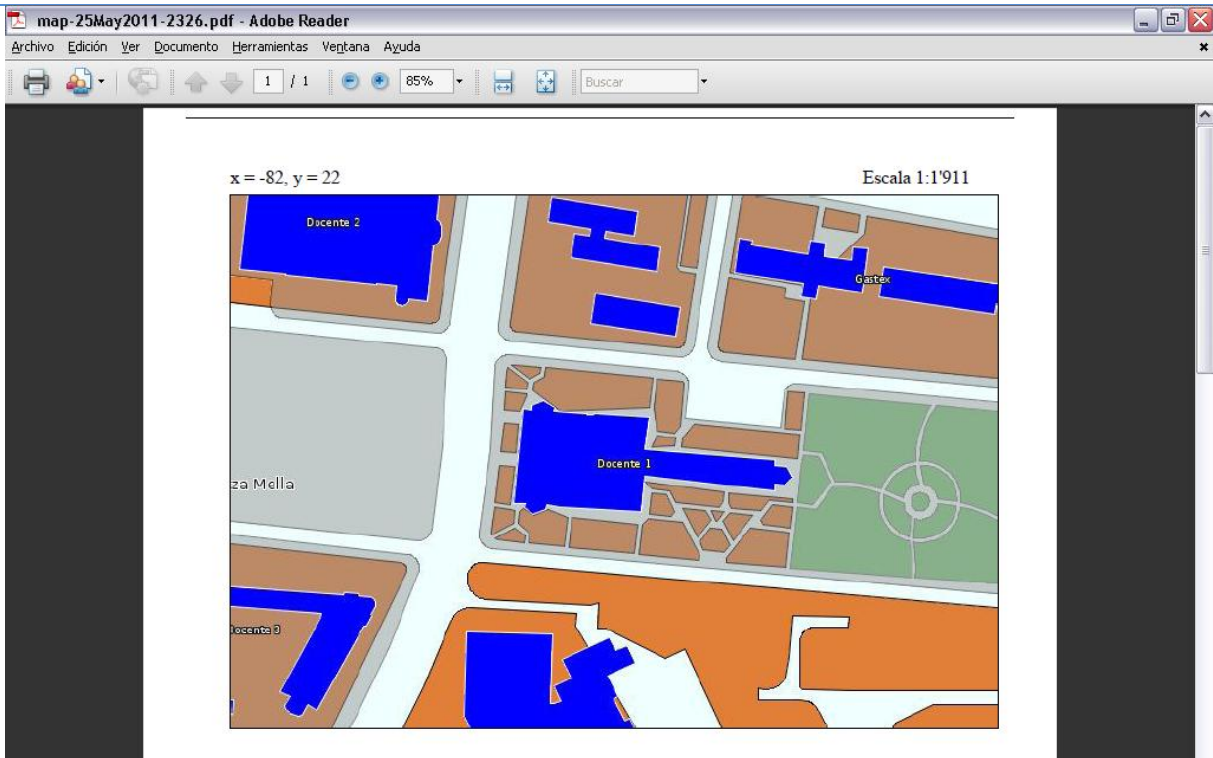 map-25May2011-2326.pdf - Adobe Reader
Archivo Edición Ver Documento Herramientas Ventana Ayuda
1 / 1 85% Buscar
x = -82, y = 22 Escala 1:1'911
Docente 2
Gastex
Docente 1
za Mella
docente 3